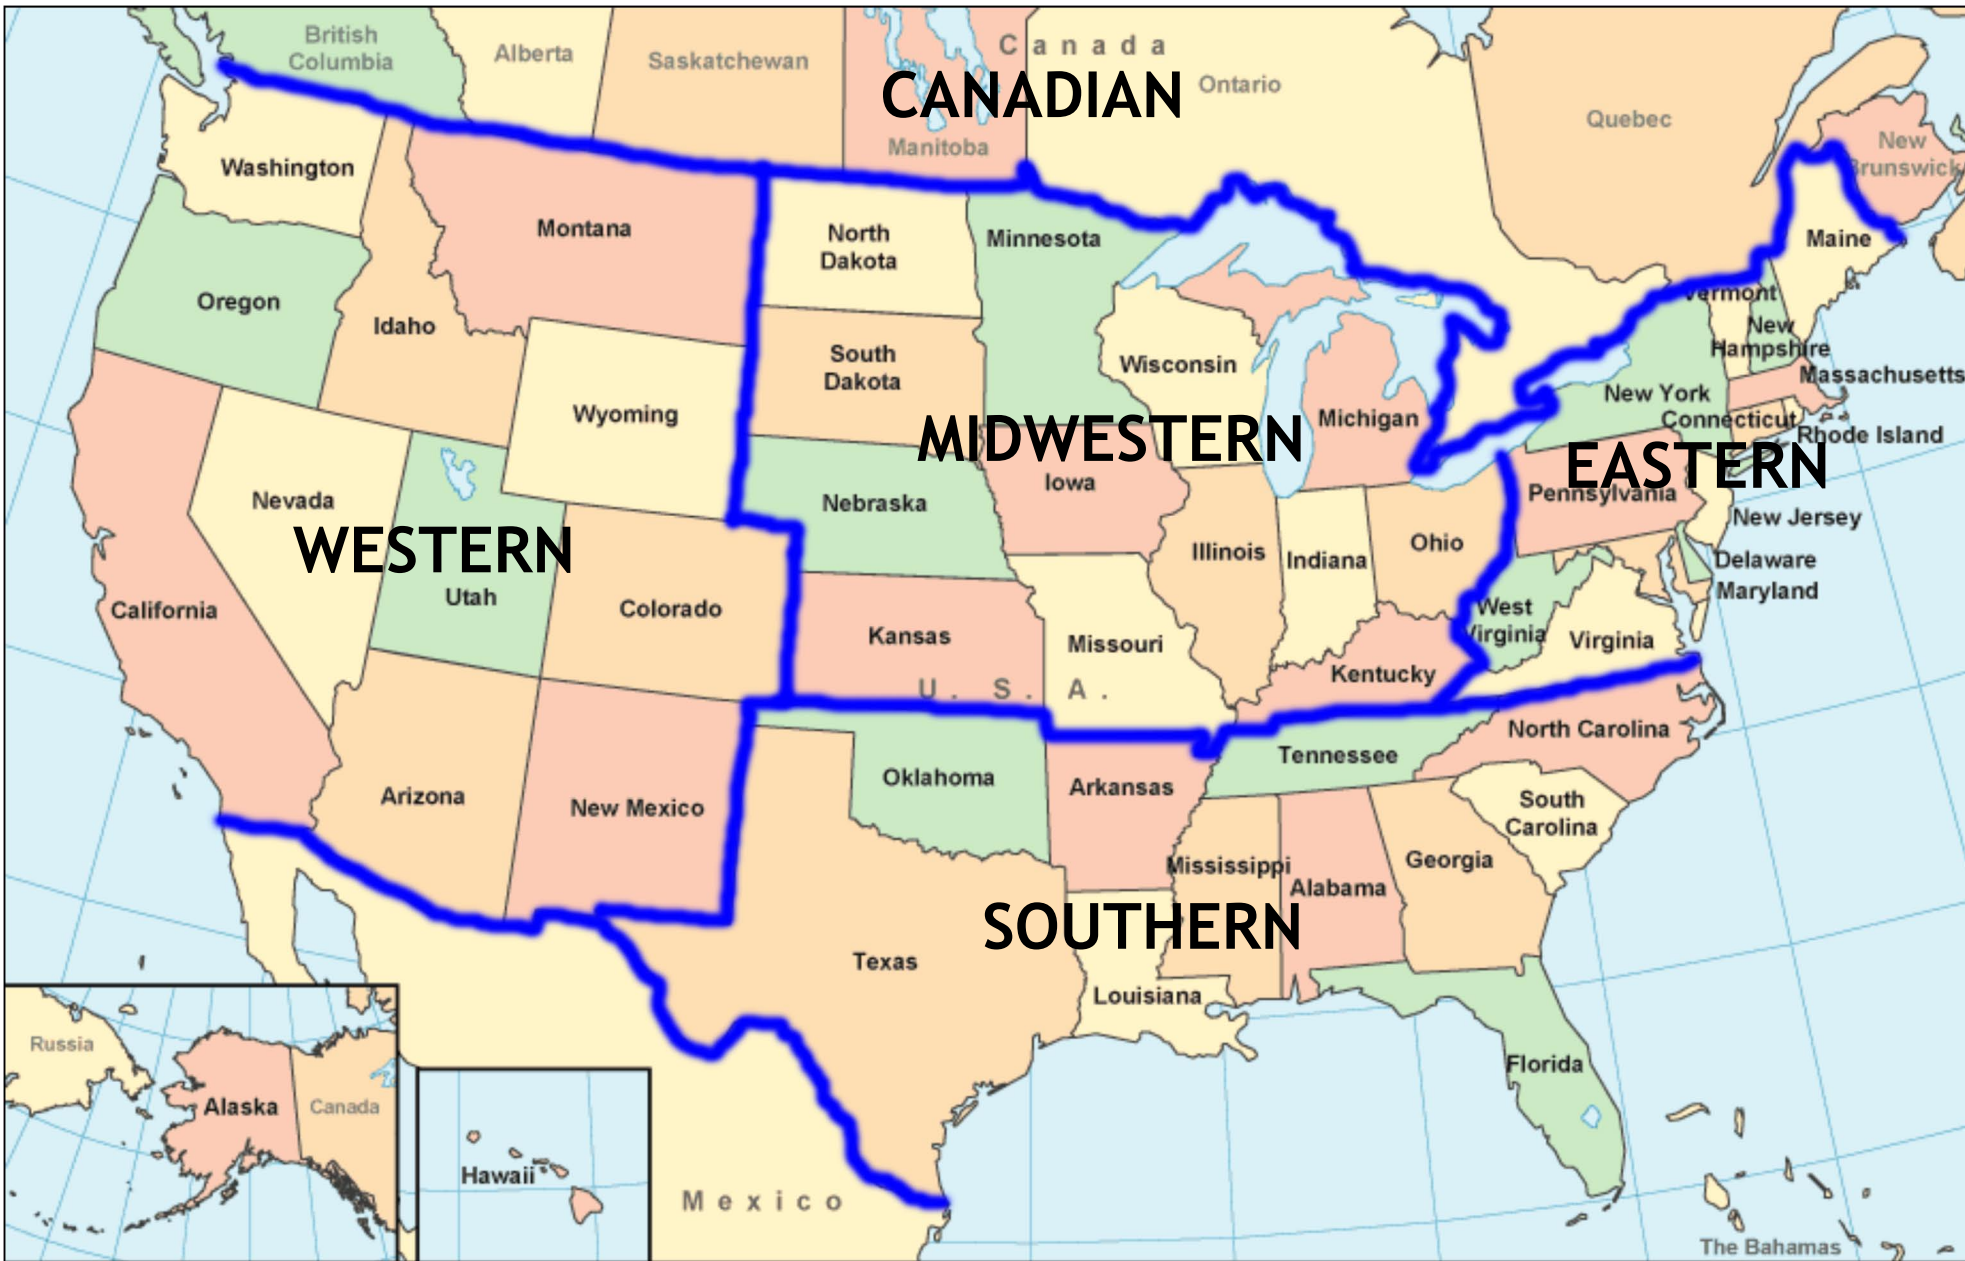 British
Columbia
Alberta
Saskatchewan
Canada
CANADIAN
Manitoba
Ontario
Quebec
New
Brunswick
Washington
Montana
North
Dakota
Minnesota
Maine
Oregon
Idaho
Vermont
New
Hampshire
Wisconsin
South
Dakota
Massachusetts
Wyoming
Michigan
New York
Connecticut
Rhode Island
MIDWESTERN
EASTERN
Nevada
Nebraska
Iowa
Pennsylvania
New Jersey
WESTERN
Utah
Illinois
Indiana
Ohio
Delaware
Maryland
California
Colorado
Kansas
Missouri
West
Virginia
Virginia
Kentucky
U. S. A.
North Carolina
Tennessee
Arizona
New Mexico
Oklahoma
Arkansas
South
Carolina
Mississippi
Alabama
Georgia
SOUTHERN
Texas
Louisiana
Florida
Russia
Alaska
Canada
Hawaii
Mexico
The Bahamas